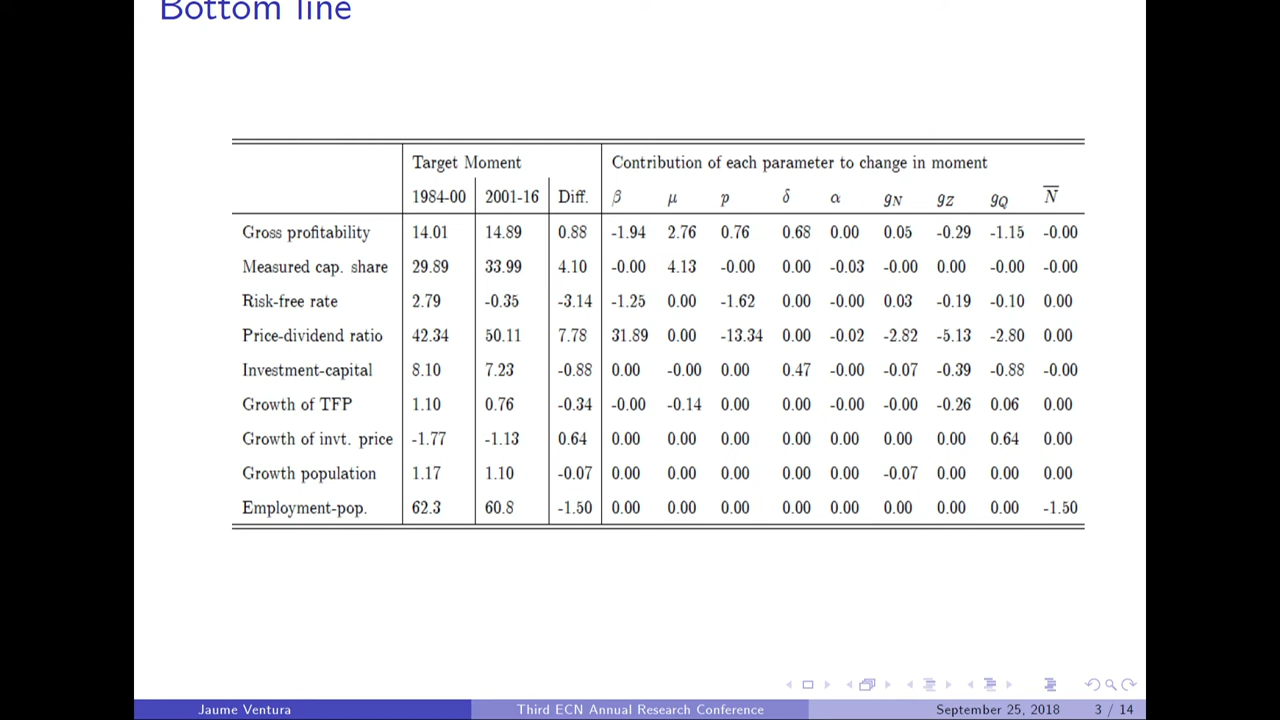 Bottom line
Target Moment Contribution of each parameter to change in moment
1984-00 2001-16 Diff. β μ p δ α g_N g_Z g_Q N̅
Gross profitability 14.01 14.89 0.88 -1.94 2.76 0.76 0.68 0.00 0.05 -0.29 -1.15 -0.00
Measured cap. share 29.89 33.99 4.10 -0.00 4.13 -0.00 0.00 -0.03 -0.00 0.00 -0.00 -0.00
Risk-free rate 2.79 -0.35 -3.14 -1.25 0.00 -1.62 0.00 -0.00 0.03 -0.19 -0.10 0.00
Price-dividend ratio 42.34 50.11 7.78 31.89 0.00 -13.34 0.00 -0.02 -2.82 -5.13 -2.80 0.00
Investment-capital 8.10 7.23 -0.88 0.00 -0.00 0.00 0.47 -0.00 -0.07 -0.39 -0.88 -0.00
Growth of TFP 1.10 0.76 -0.34 -0.00 -0.14 0.00 0.00 -0.00 -0.00 -0.26 0.06 0.00
Growth of invt. price -1.77 -1.13 0.64 0.00 0.00 0.00 0.00 0.00 0.00 0.00 0.64 0.00
Growth population 1.17 1.10 -0.07 0.00 0.00 0.00 0.00 0.00 -0.07 0.00 0.00 0.00
Employment-pop. 62.3 60.8 -1.50 0.00 0.00 0.00 0.00 0.00 0.00 0.00 0.00 -1.50
Jaume Ventura Third ECN Annual Research Conference September 25, 2018 3 / 14